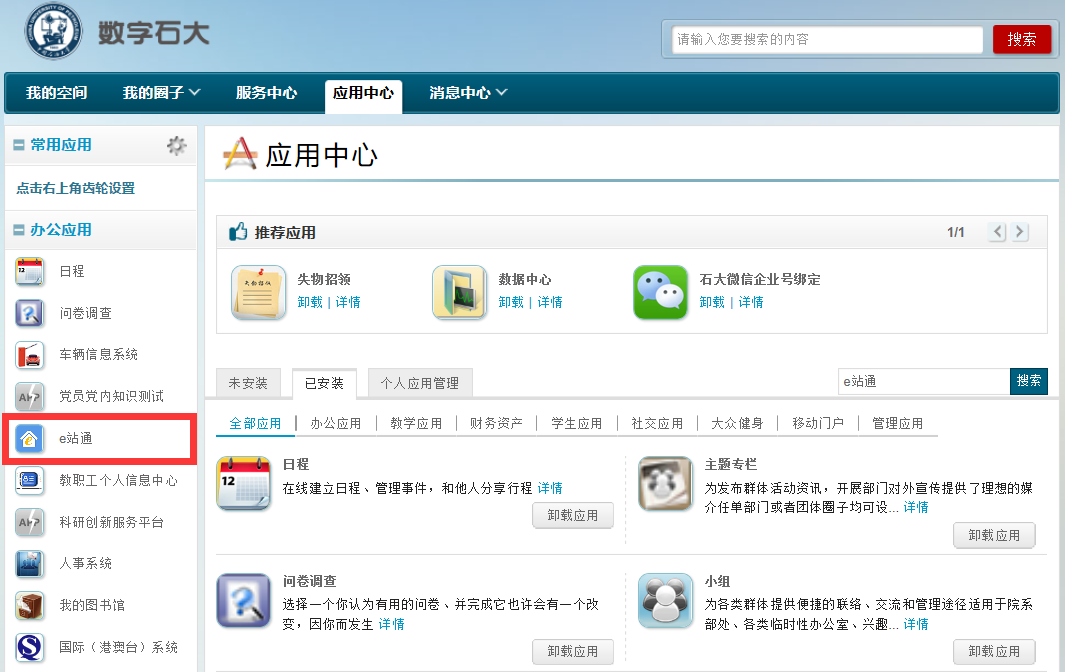 数字石大
请输入您要搜索的内容
搜索
我的空间
我的圈子
服务中心
应用中心
消息中心
常用应用
点击右上角齿轮设置
办公应用
日程
问卷调查
车辆信息系统
党员党内知识测试
e站通
教职工个人信息中心
科研创新服务平台
人事系统
我的图书馆
国际（港澳台）系统
应用中心
推荐应用
1/1
失物招领
卸载 | 详情
数据中心
卸载 | 详情
石大微信企业号绑定
卸载 | 详情
未安装
已安装
个人应用管理
e站通
搜索
全部应用
办公应用
教学应用
财务资产
学生应用
社交应用
大众健身
移动门户
管理应用
12
日程
在线建立日程、管理事件，和他人分享行程 详情
卸载应用
主题专栏
为发布群体活动资讯，开展部门对外宣传提供了理想的媒
介任单部门或者团体圈子均可设... 详情
卸载应用
问卷调查
选择一个你认为有用的问卷、并完成它也许会有一个改
变，因你而发生 详情
卸载应用
小组
为各类群体提供便捷的联络、交流和管理途径适用于院系
部处、各类临时性办公室、兴趣... 详情
卸载应用